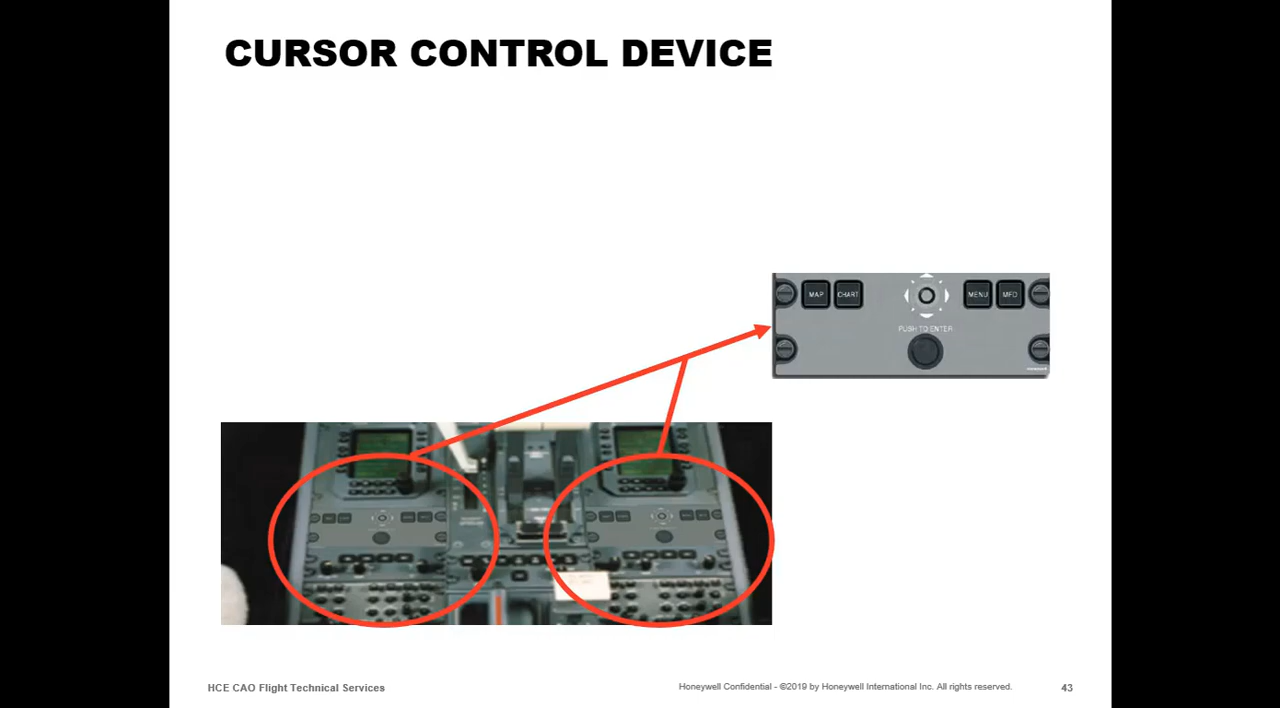 CURSOR CONTROL DEVICE
MAP CHART MENU MFD
PUSH TO ENTER
HCE CAO Flight Technical Services
Honeywell Confidential - ©2019 by Honeywell International Inc. All rights reserved.
43